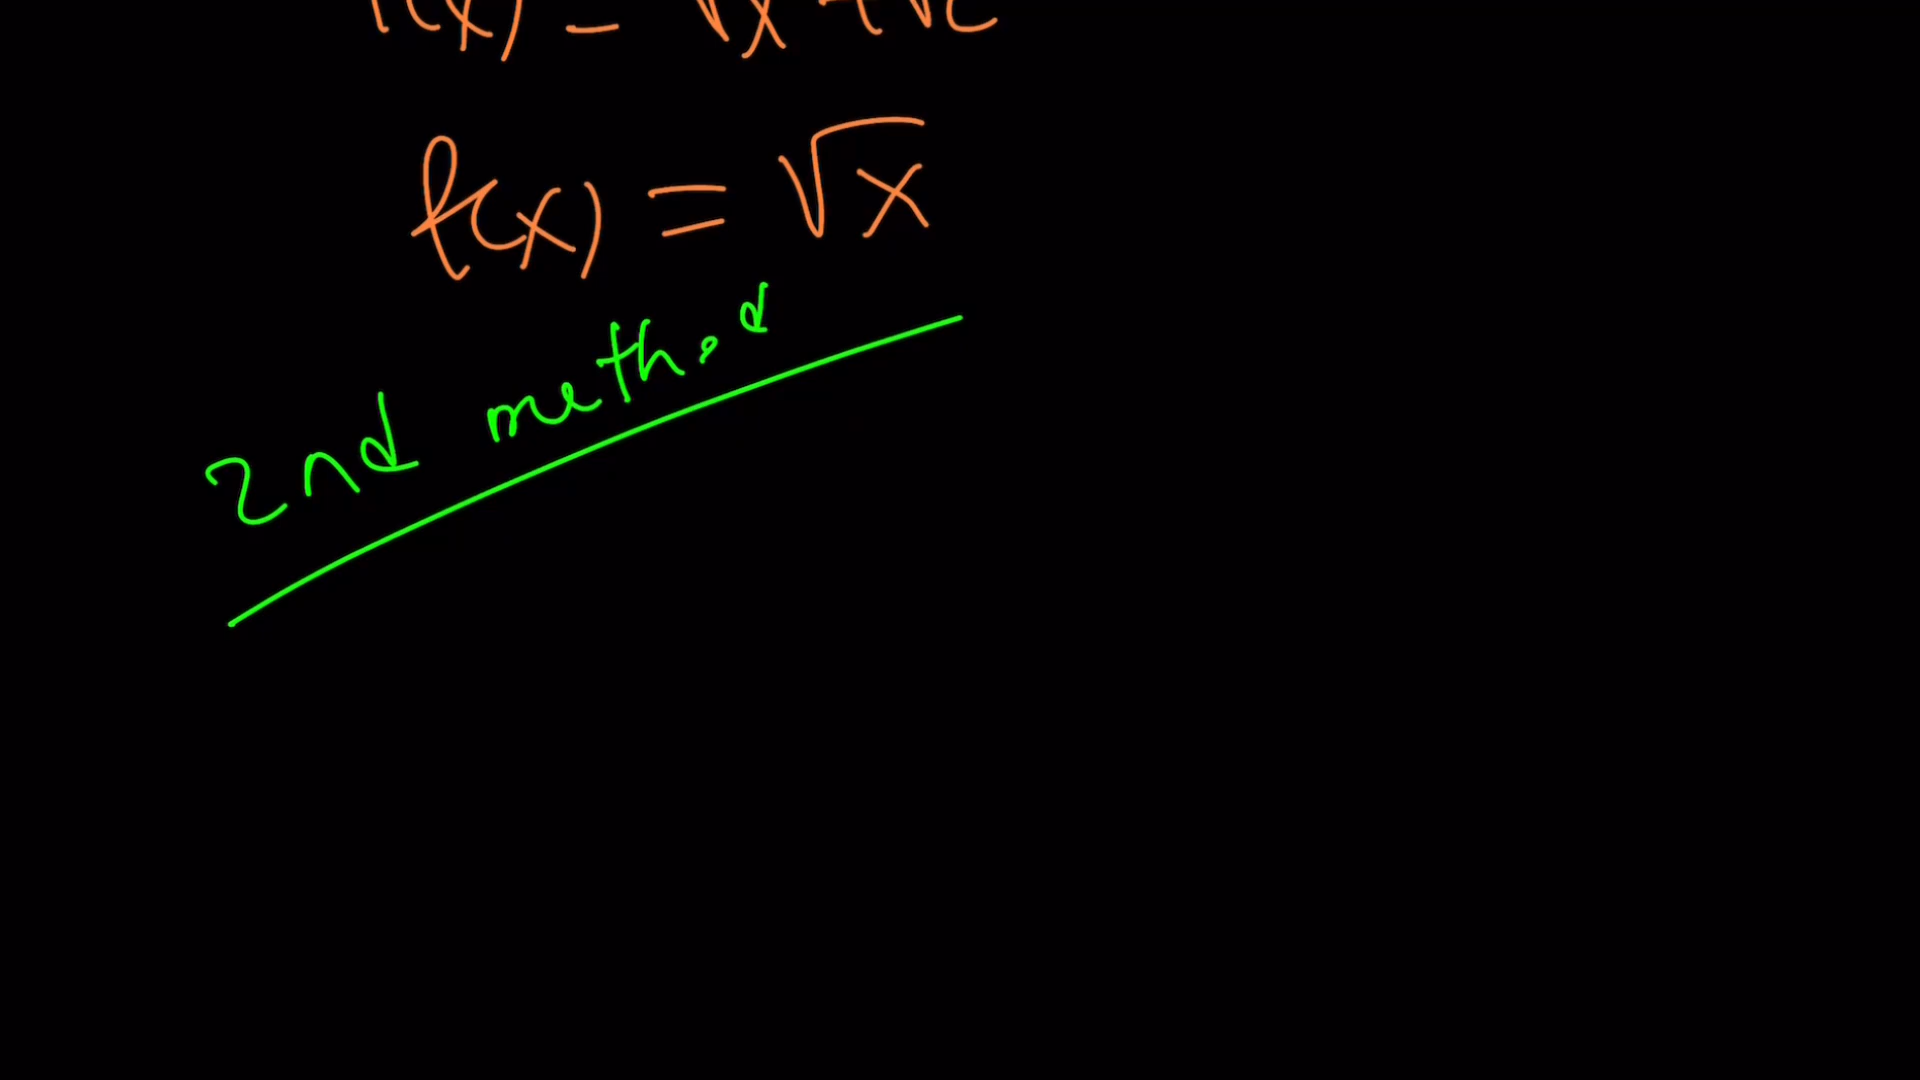 f(x) = √x
2nd method